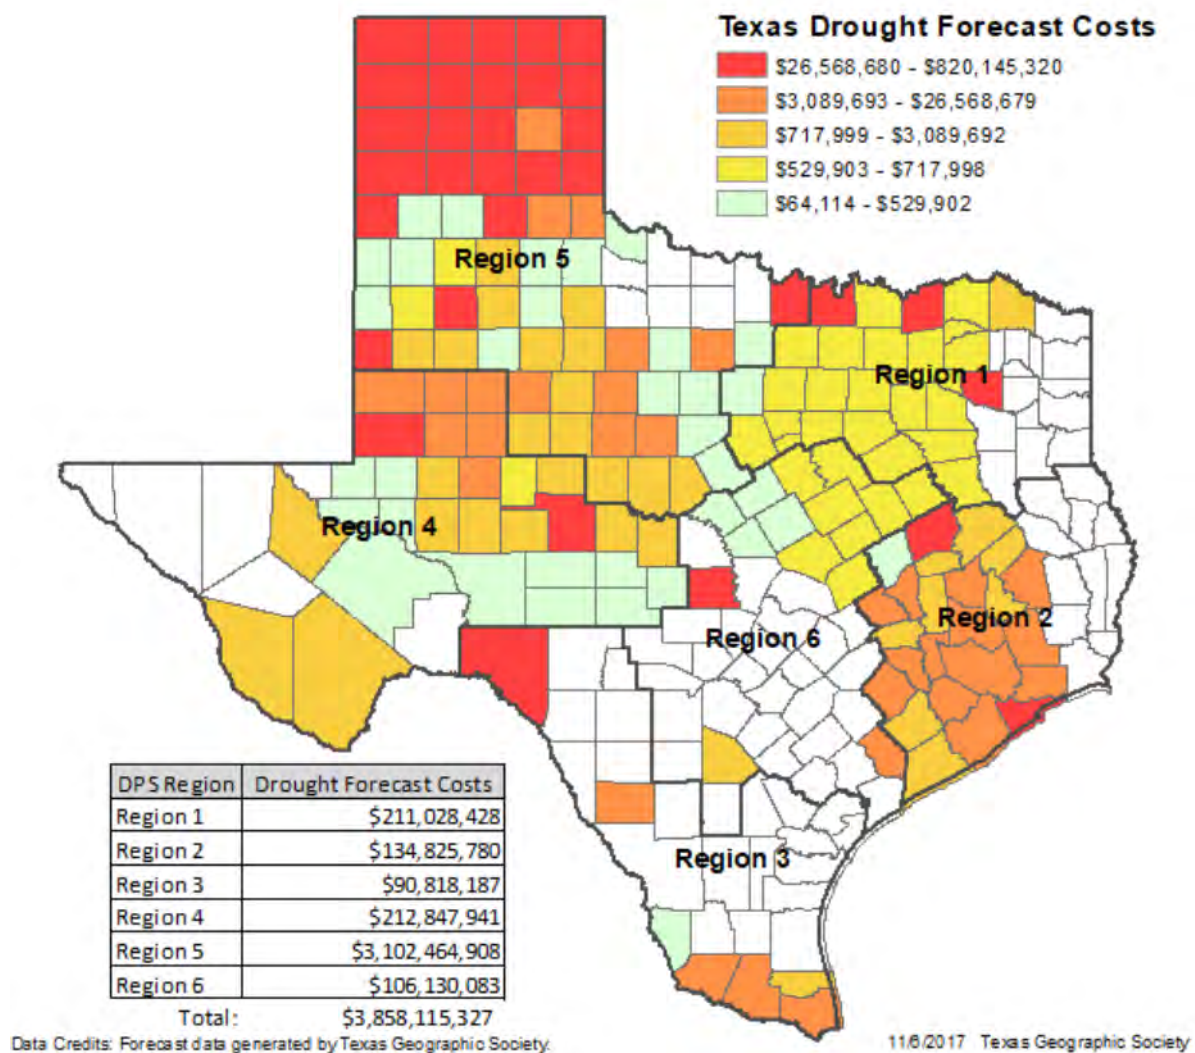 Texas Drought Forecast Costs
$26,568,680 - $820,145,320
$3,089,693 - $26,568,679
$717,999 - $3,089,692
$529,903 - $717,998
$64,114 - $529,902
Region 5
Region 1
Region 4
Region 2
Region 6
Region 3
DPS Region Drought Forecast Costs
Region 1 $211,028,428
Region 2 $134,825,780
Region 3 $90,818,187
Region 4 $212,847,941
Region 5 $3,102,464,908
Region 6 $106,130,083
Total: $3,858,115,327
Data Credits: Forecast data generated by Texas Geographic Society.
11/6/2017 Texas Geographic Society